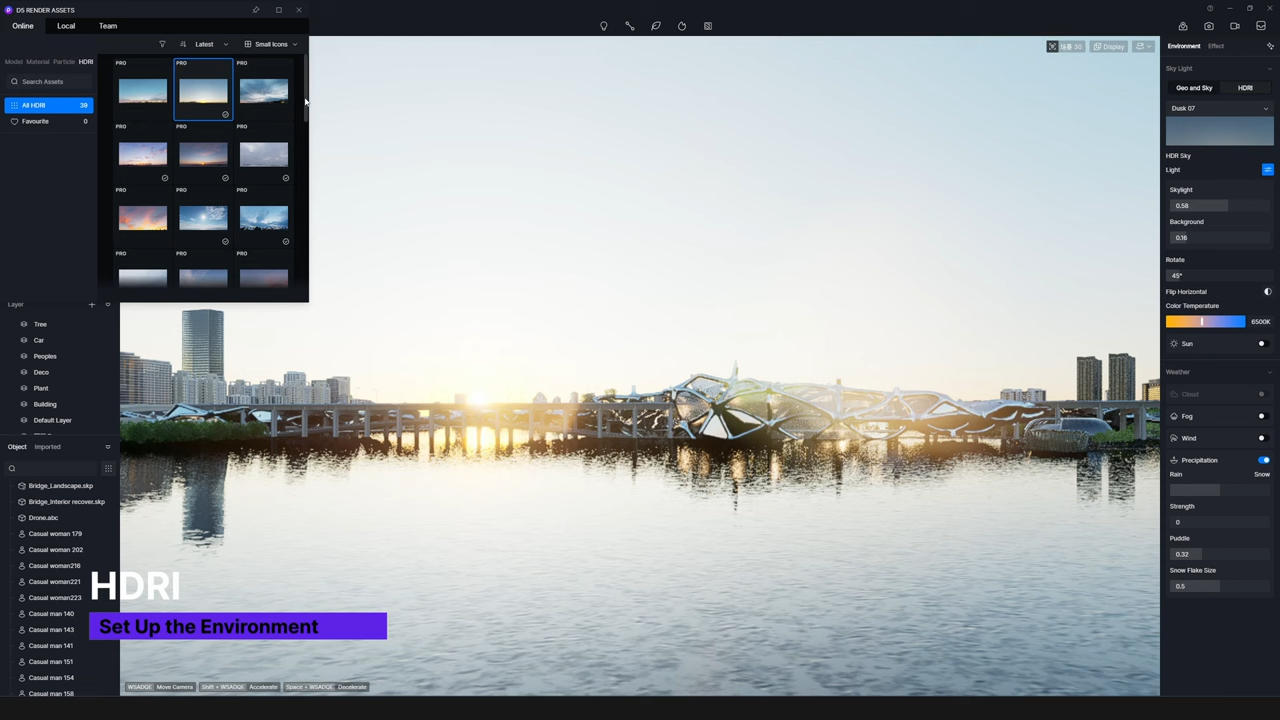 D5 RENDER ASSETS
Online Local Team
Latest Small Icons
Model Material Particle HDRI
Search Assets
All HDRI 39
Favourite 0
PRO PRO PRO
PRO PRO PRO
PRO PRO PRO
PRO PRO PRO
Layer
Tree
Car
Peoples
Deco
Plant
Building
Default Layer
Object Imported
Bridge_Landscape.skp
Bridge_Interior recover.skp
Drone.abc
Casual woman 179
Casual woman 202
Casual woman216
Casual woman221
Casual woman223
Casual man 140
Casual man 143
Casual man 141
Casual man 151
Casual man 154
Casual man 158
HDRI
Set Up the Environment
WSADQE Move Camera Shift + WSADQE Accelerate Space + WSADQE Decelerate
场景 30 Display
Environment Effect
Sky Light
Geo and Sky HDRI
Dusk 07
HDR Sky
Light
Skylight
0.58
Background
0.16
Rotate
45°
Flip Horizontal
Color Temperature
6500K
Sun
Weather
Cloud
Fog
Wind
Precipitation
Rain Snow
Strength
0
Puddle
0.32
Snow Flake Size
0.5